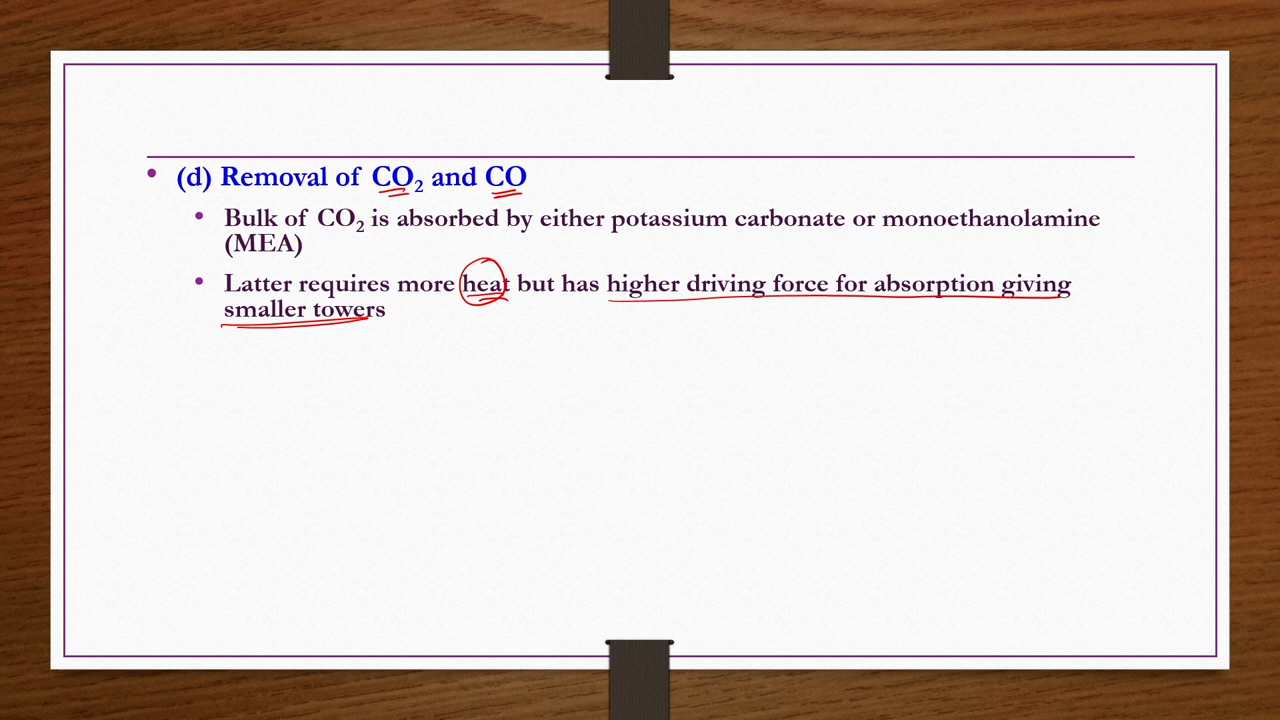 • (d) Removal of CO₂ and CO
• Bulk of CO₂ is absorbed by either potassium carbonate or monoethanolamine
(MEA)
• Latter requires more heat but has higher driving force for absorption giving
smaller towers